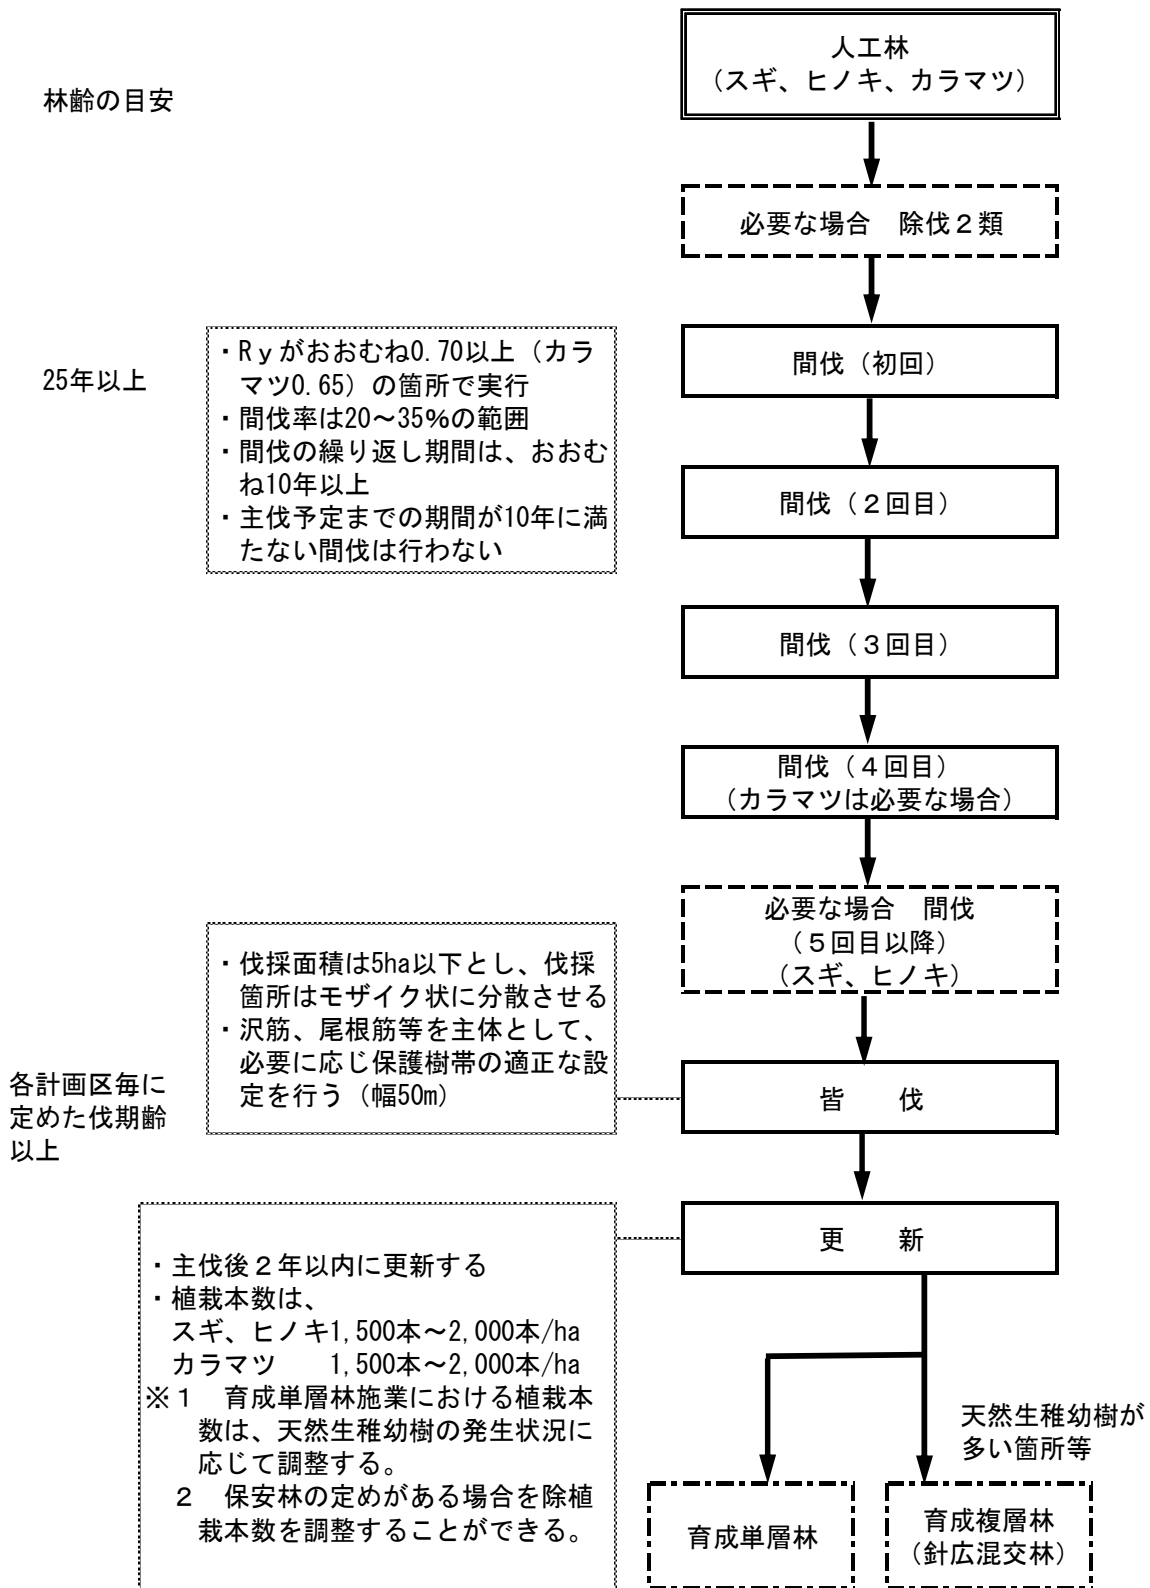 人工林
（スギ、ヒノキ、カラマツ）
林齢の目安
必要な場合　除伐２類
25年以上
・Ｒｙがおおむね0.70以上（カラ
マツ0.65）の箇所で実行
・間伐率は20～35%の範囲
・間伐の繰り返し期間は、おおむ
ね10年以上
・主伐予定までの期間が10年に満
たない間伐は行わない
間伐（初回）
間伐（２回目）
間伐（３回目）
間伐（４回目）
（カラマツは必要な場合）
必要な場合　間伐
（５回目以降）
（スギ、ヒノキ）
・伐採面積は5ha以下とし、伐採
箇所はモザイク状に分散させる
・沢筋、尾根筋等を主体として、
必要に応じ保護樹帯の適正な設
定を行う（幅50m）
各計画区毎に
定めた伐期齢
以上
皆　　伐
更　　新
・主伐後２年以内に更新する
・植栽本数は、
スギ、ヒノキ1,500本～2,000本/ha
カラマツ　　1,500本～2,000本/ha
※１　育成単層林施業における植栽本
数は、天然生稚幼樹の発生状況に
応じて調整する。
２　保安林の定めがある場合を除植
栽本数を調整することができる。
天然生稚幼樹が
多い箇所等
育成単層林
育成複層林
（針広混交林）